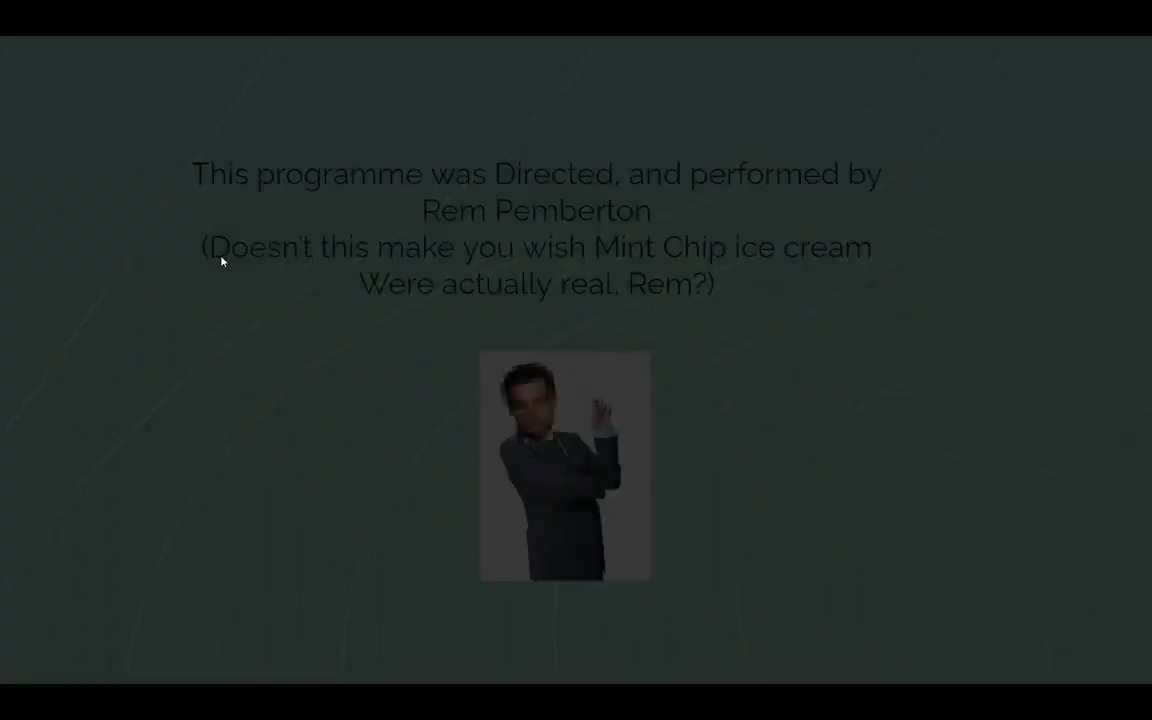 This programme was Directed, and performed by
Rem Pemberton
(Doesn't this make you wish Mint Chip ice cream
Were actually real, Rem?)